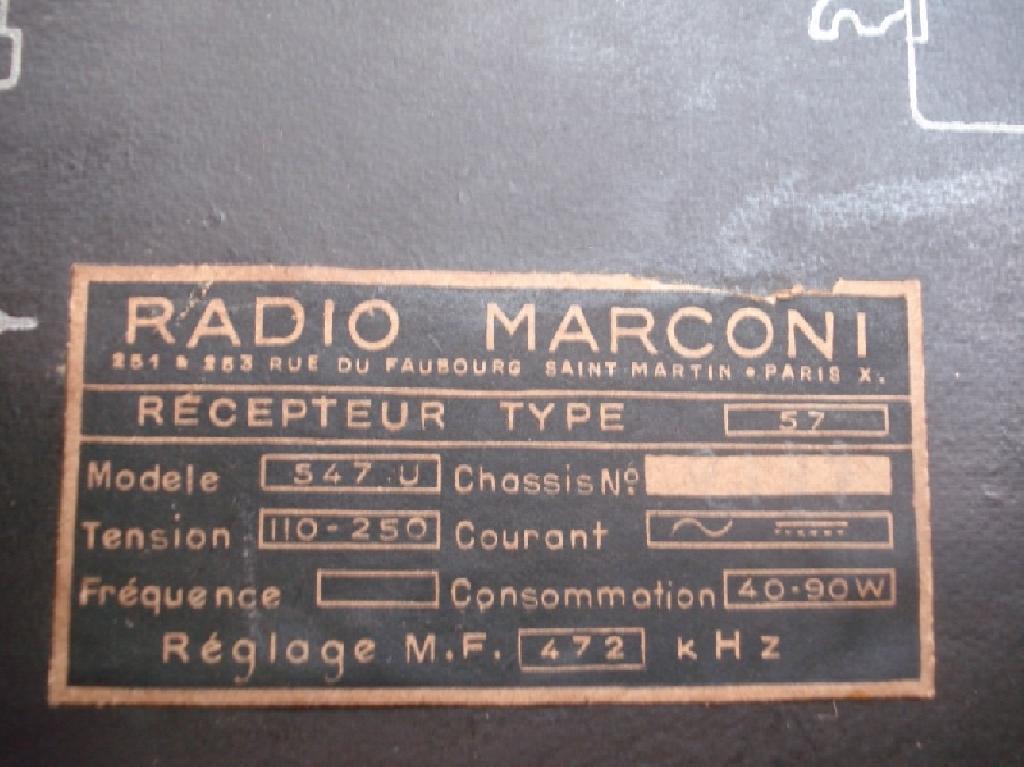 RADIO MARCONI
251 & 253 RUE DU FAUBOURG SAINT-MARTIN • PARIS X.
RÉCEPTEUR TYPE 57
Modele 547.U Chassis Nº
Tension 110-250 Courant
Fréquence Consommation 40-90W
Réglage M.F. 472 kHz